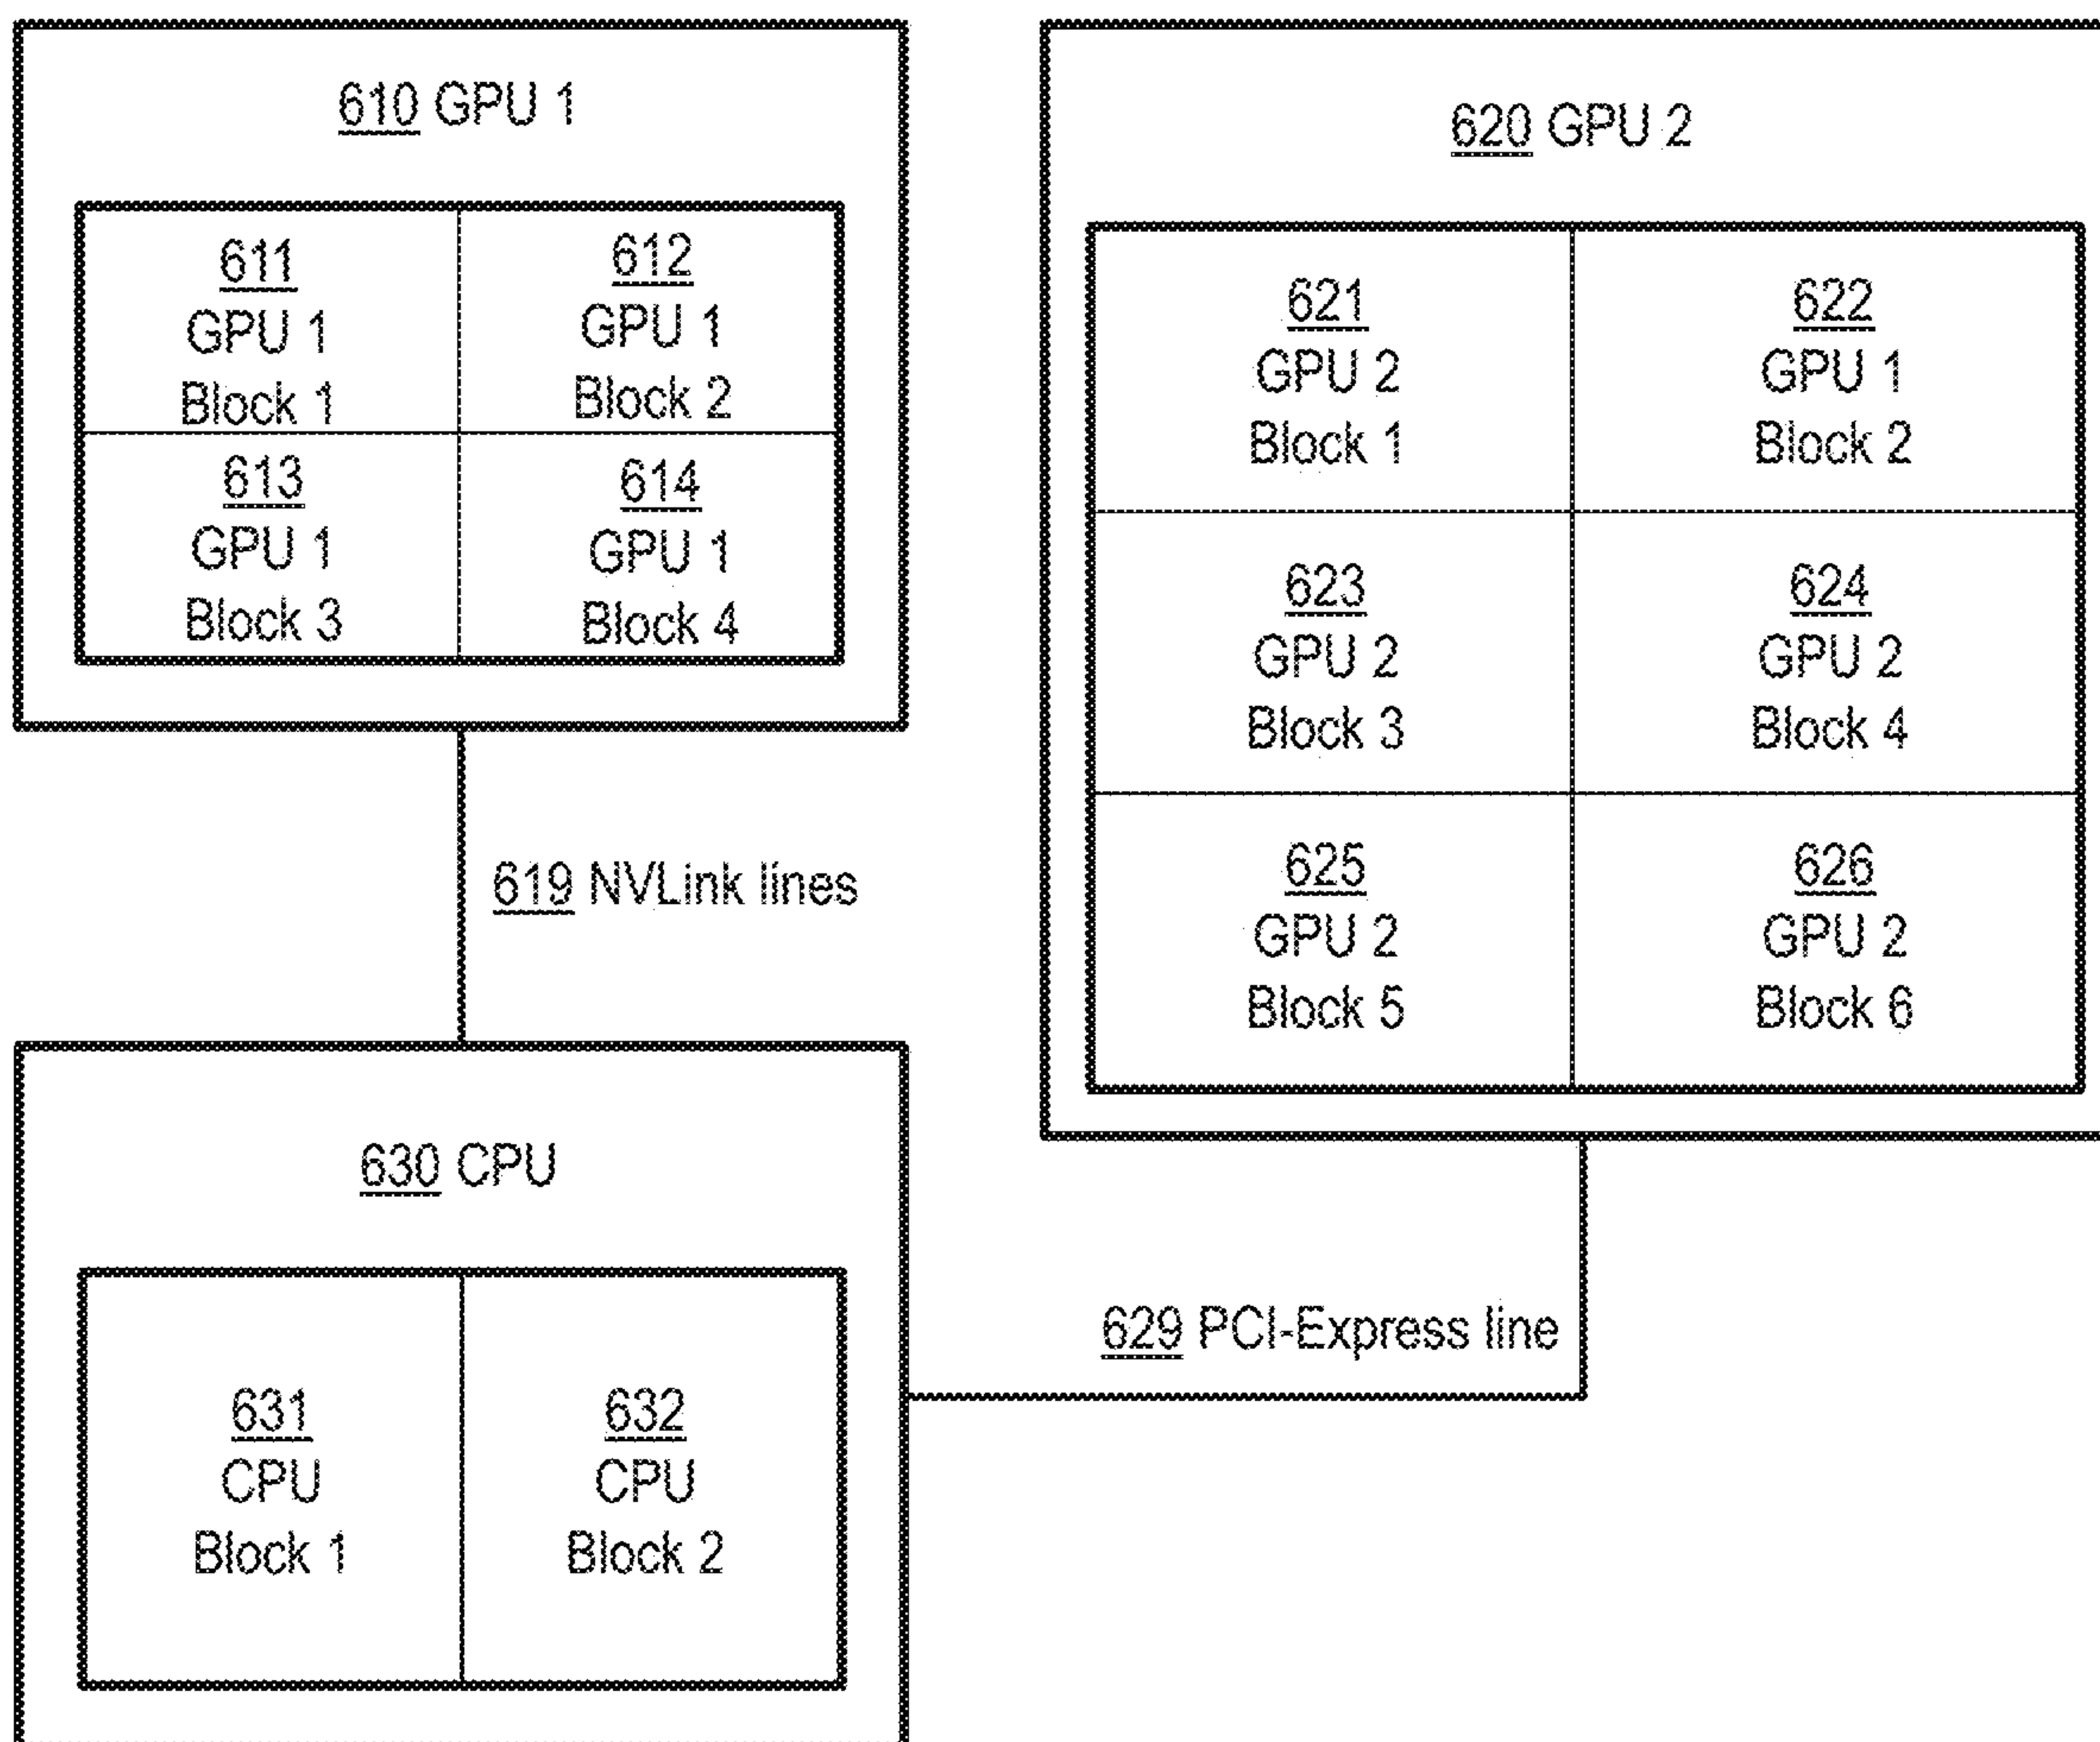 610 GPU 1
611
GPU 1
Block 1
612
GPU 1
Block 2
613
GPU 1
Block 3
614
GPU 1
Block 4
619 NVLink lines
620 GPU 2
621
GPU 2
Block 1
622
GPU 1
Block 2
623
GPU 2
Block 3
624
GPU 2
Block 4
625
GPU 2
Block 5
626
GPU 2
Block 6
630 CPU
631
CPU
Block 1
632
CPU
Block 2
629 PCI-Express line